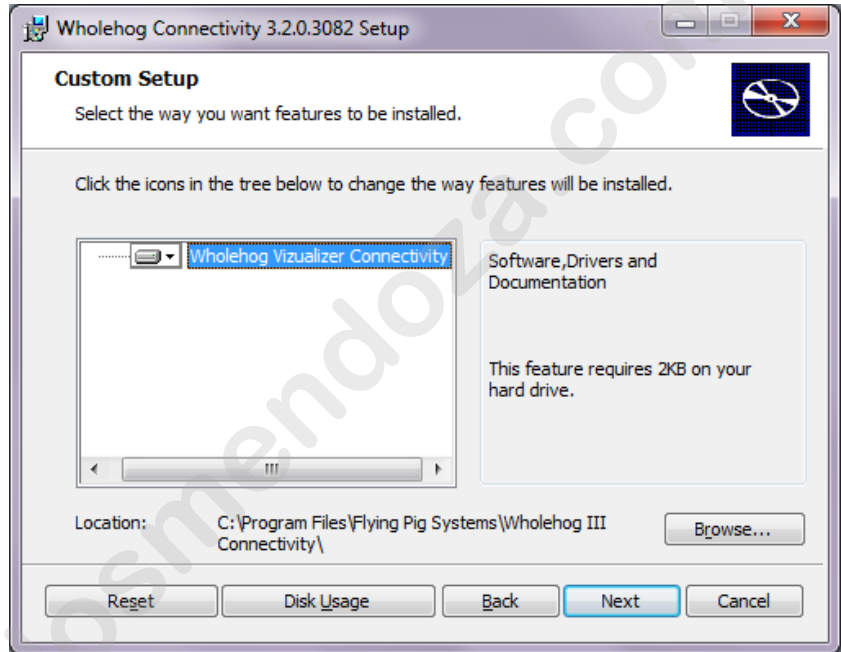 Wholehog Connectivity 3.2.0.3082 Setup
Custom Setup
Select the way you want features to be installed.
Click the icons in the tree below to change the way features will be installed.
Wholehog Vizualizer Connectivity
Software,Drivers and
Documentation
This feature requires 2KB on your
hard drive.
Location:
C:\Program Files\Flying Pig Systems\Wholehog III
Connectivity\
Browse...
Reset
Disk Usage
Back
Next
Cancel
osmendoza.com